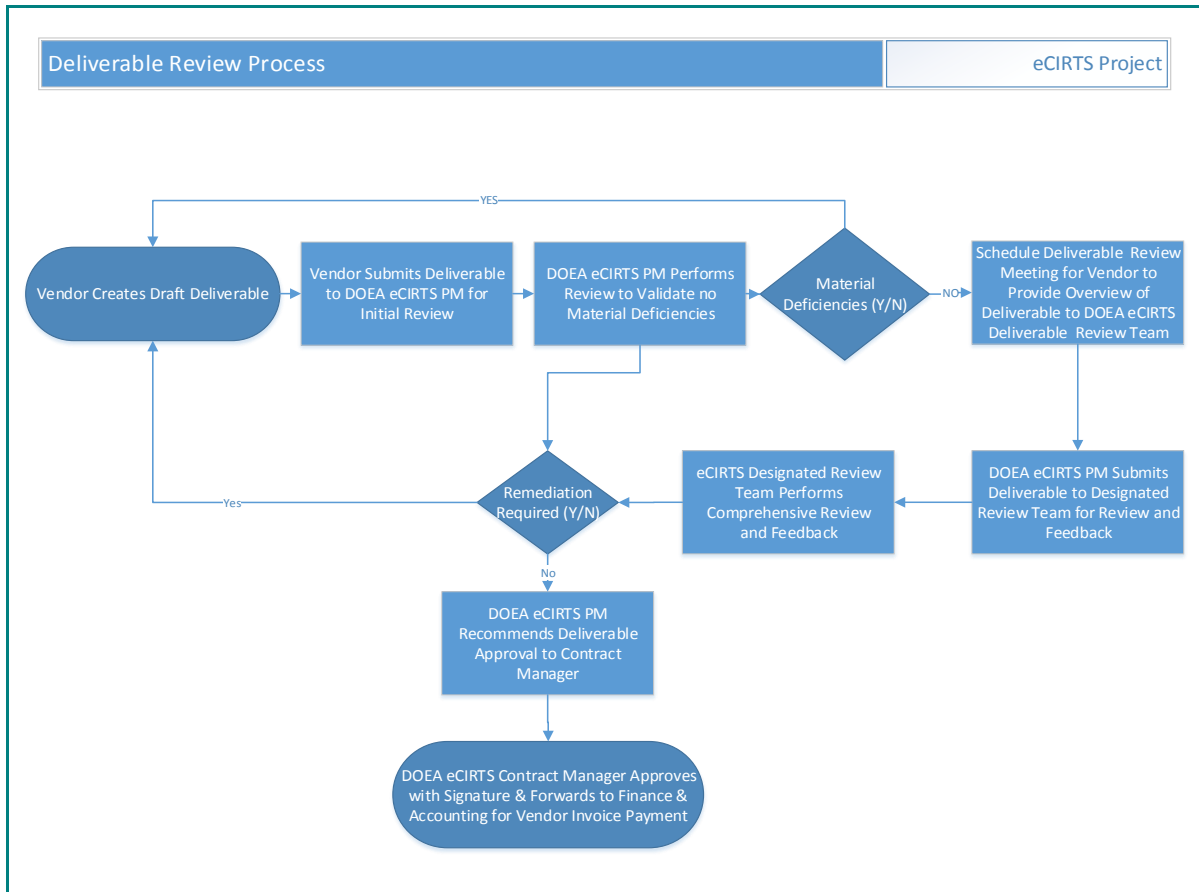 Deliverable Review Process
eCIRTS Project
YES
Vendor Creates Draft Deliverable
Vendor Submits Deliverable
to DOEA eCIRTS PM for
Initial Review
DOEA eCIRTS PM Performs
Review to Validate no
Material Deficiencies
Material
Deficiencies (Y/N)
NO
Schedule Deliverable Review
Meeting for Vendor to
Provide Overview of
Deliverable to DOEA eCIRTS
Deliverable Review Team
DOEA eCIRTS PM Submits
Deliverable to Designated
Review Team for Review and
Feedback
eCIRTS Designated Review
Team Performs
Comprehensive Review
and Feedback
Remediation
Required (Y/N)
Yes
No
DOEA eCIRTS PM
Recommends Deliverable
Approval to Contract
Manager
DOEA eCIRTS Contract Manager Approves
with Signature & Forwards to Finance &
Accounting for Vendor Invoice Payment